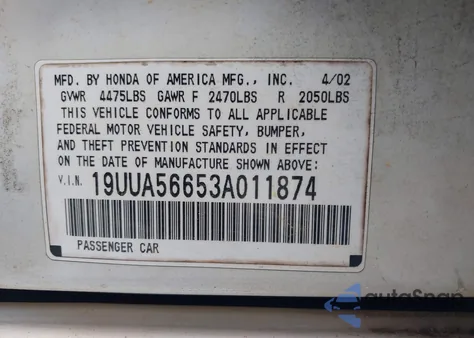 MFD. BY HONDA OF AMERICA MFG., INC. 4/02
GVWR 4475LBS GAWR F 2470LBS R 2050LBS
THIS VEHICLE CONFORMS TO ALL APPLICABLE
FEDERAL MOTOR VEHICLE SAFETY, BUMPER,
AND THEFT PREVENTION STANDARDS IN EFFECT
ON THE DATE OF MANUFACTURE SHOWN ABOVE:
V.I.N. 19UUA56653A011874
PASSENGER CAR
autoSnap